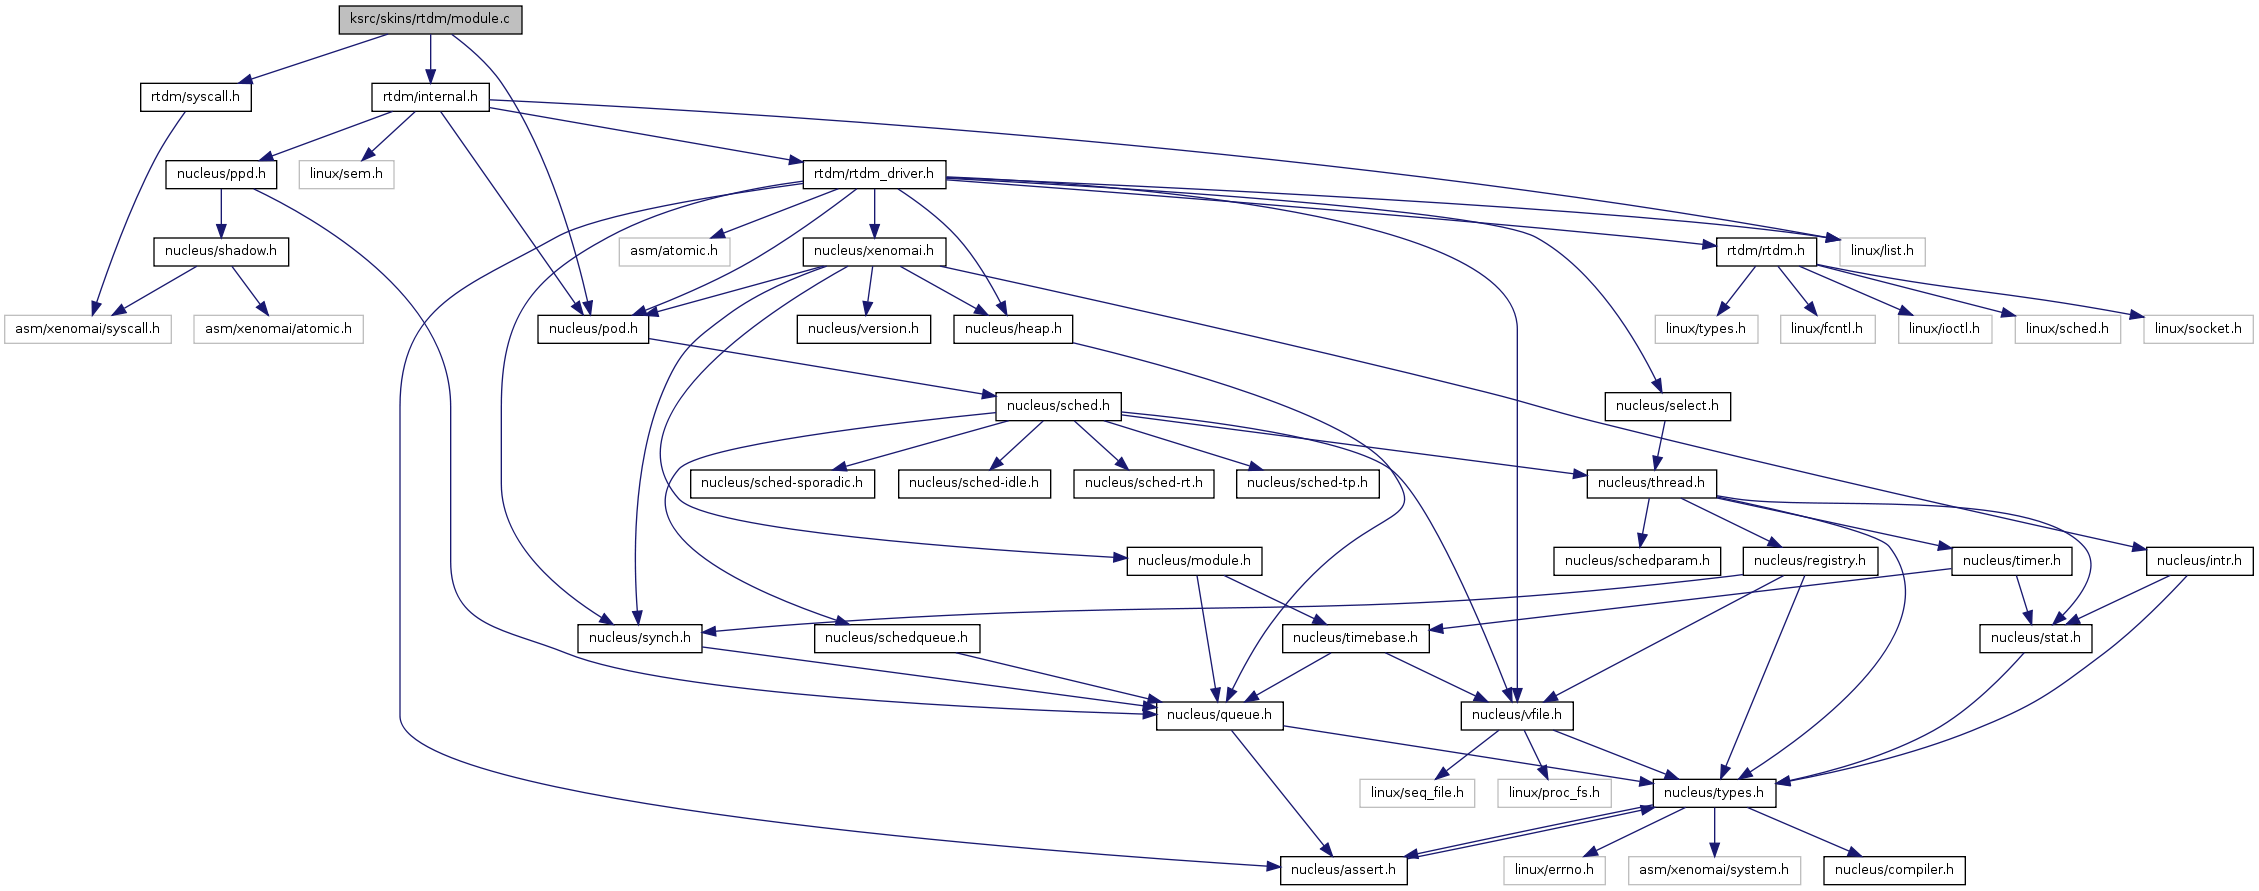 ksrc/skins/rtdm/module.c
rtdm/syscall.h
rtdm/internal.h
nucleus/ppd.h
linux/sem.h
rtdm/rtdm_driver.h
nucleus/shadow.h
asm/atomic.h
nucleus/xenomai.h
rtdm/rtdm.h
linux/list.h
asm/xenomai/syscall.h
asm/xenomai/atomic.h
nucleus/pod.h
nucleus/version.h
nucleus/heap.h
linux/types.h
linux/fcntl.h
linux/ioctl.h
linux/sched.h
linux/socket.h
nucleus/sched.h
nucleus/select.h
nucleus/sched-sporadic.h
nucleus/sched-idle.h
nucleus/sched-rt.h
nucleus/sched-tp.h
nucleus/thread.h
nucleus/module.h
nucleus/schedparam.h
nucleus/registry.h
nucleus/timer.h
nucleus/intr.h
nucleus/synch.h
nucleus/schedqueue.h
nucleus/timebase.h
nucleus/stat.h
nucleus/queue.h
nucleus/vfile.h
linux/seq_file.h
linux/proc_fs.h
nucleus/types.h
nucleus/assert.h
linux/errno.h
asm/xenomai/system.h
nucleus/compiler.h